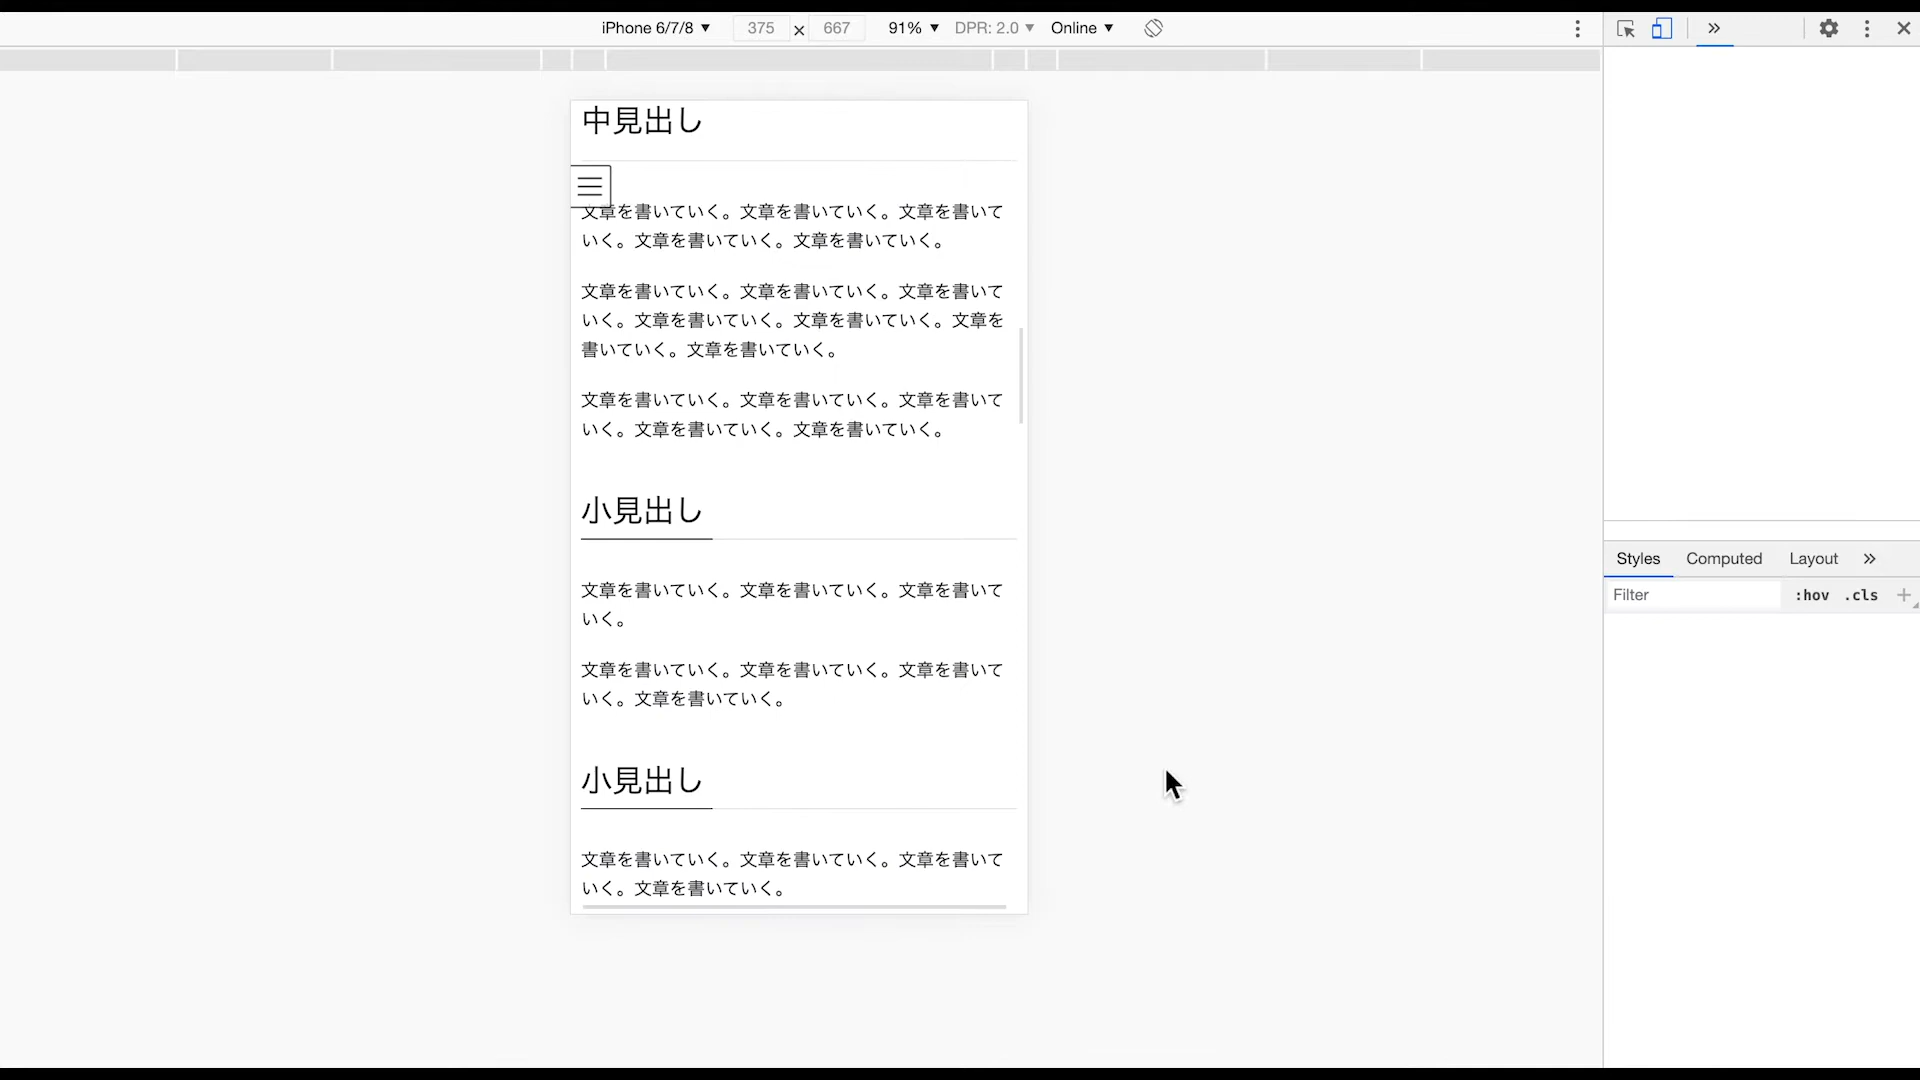 iPhone 6/7/8 ▼ 375 × 667 91% ▼ DPR: 2.0 ▼ Online ▼
中見出し
文章を書いていく。文章を書いていく。文章を書いて
いく。文章を書いていく。文章を書いていく。
文章を書いていく。文章を書いていく。文章を書いて
いく。文章を書いていく。文章を書いていく。文章を
書いていく。文章を書いていく。
文章を書いていく。文章を書いていく。文章を書いて
いく。文章を書いていく。文章を書いていく。
小見出し
文章を書いていく。文章を書いていく。文章を書いて
いく。
文章を書いていく。文章を書いていく。文章を書いて
いく。文章を書いていく。
小見出し
文章を書いていく。文章を書いていく。文章を書いて
いく。文章を書いていく。
Styles Computed Layout »
Filter :hov .cls +